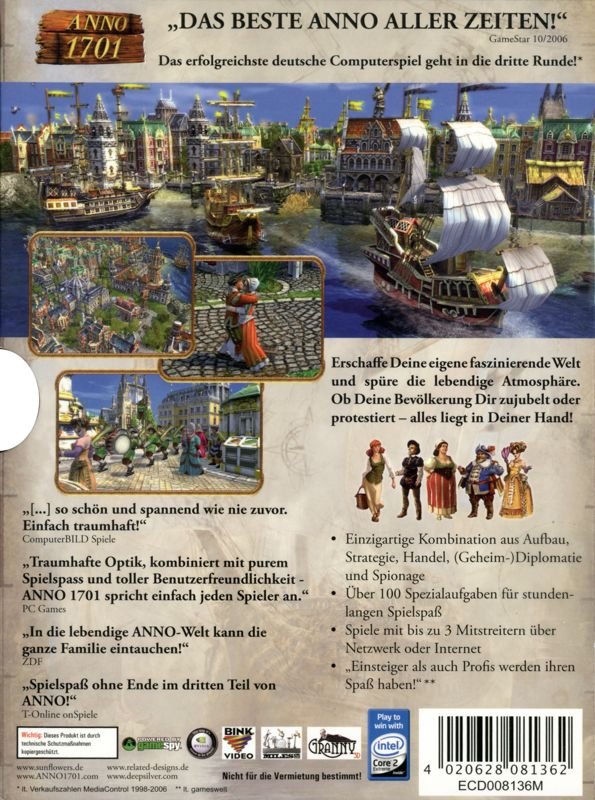 ANNO
1701
„DAS BESTE ANNO ALLER ZEITEN!“
GameStar 10/2006
Das erfolgreichste deutsche Computerspiel geht in die dritte Runde!*
Erschaffe Deine eigene faszinierende Welt
und spüre die lebendige Atmosphäre.
Ob Deine Bevölkerung Dir zujubelt oder
protestiert – alles liegt in Deiner Hand!
„[...] so schön und spannend wie nie zuvor.
Einfach traumhaft!“
ComputerBILD Spiele
„Traumhafte Optik, kombiniert mit purem
Spielspass und toller Benutzerfreundlichkeit -
ANNO 1701 spricht einfach jeden Spieler an.“
PC Games
„In die lebendige ANNO-Welt kann die
ganze Familie eintauchen!“
ZDF
„Spielspaß ohne Ende im dritten Teil von
ANNO!“
T-Online onSpiele
• Einzigartige Kombination aus Aufbau,
Strategie, Handel, (Geheim-)Diplomatie
und Spionage
• Über 100 Spezialaufgaben für stunden-
langen Spielspaß
• Spiele mit bis zu 3 Mitstreitern über
Netzwerk oder Internet
• „Einsteiger als auch Profis werden ihren
Spaß haben!“**
Wichtig: Dieses Produkt ist durch
technische Schutzmaßnahmen
kopiergeschützt.
POWERED BY
gamespy
BINK
VIDEO
MILES
GRANNY
3D
Play to
win with
intel
Core 2
Extreme
www.sunflowers.de
www.related-designs.de
www.ANNO1701.com
www.deepsilver.com
Nicht für die Vermietung bestimmt!
* lt. Verkaufszahlen MediaControl 1998-2006
** lt. gameswell
4 020628 081362
ECD008136M